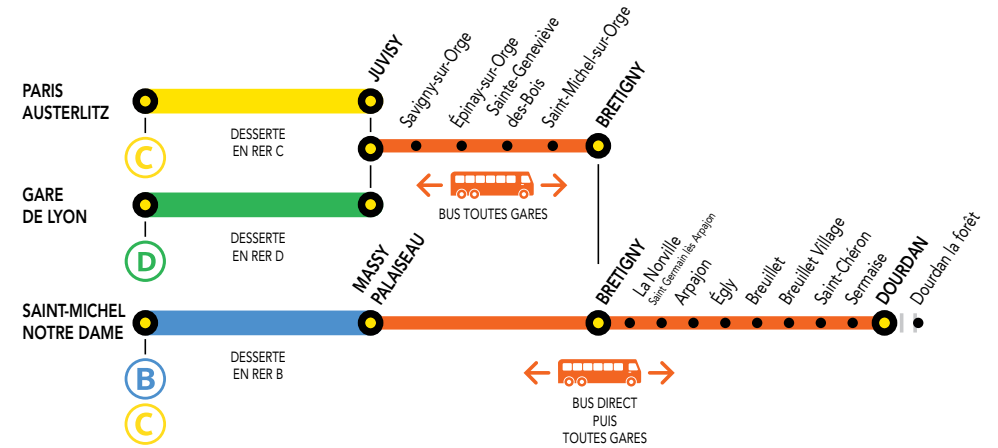 PARIS
AUSTERLITZ
C
DESSERTE
EN RER C
JUVISY
Savigny-sur-Orge
Épinay-sur-Orge
Sainte-Geneviève
des-Bois
Saint-Michel-sur-Orge
BRETIGNY
BUS TOUTES GARES
GARE
DE LYON
D
DESSERTE
EN RER D
SAINT-MICHEL
NOTRE DAME
B
C
DESSERTE
EN RER B
MASSY
PALAISEAU
BRETIGNY
La Norville
Saint Germain lès Arpajon
Arpajon
Égly
Breuillet
Breuillet Village
Saint-Chéron
Sermaise
DOURDAN
Dourdan la forêt
BUS DIRECT
PUIS
TOUTES GARES